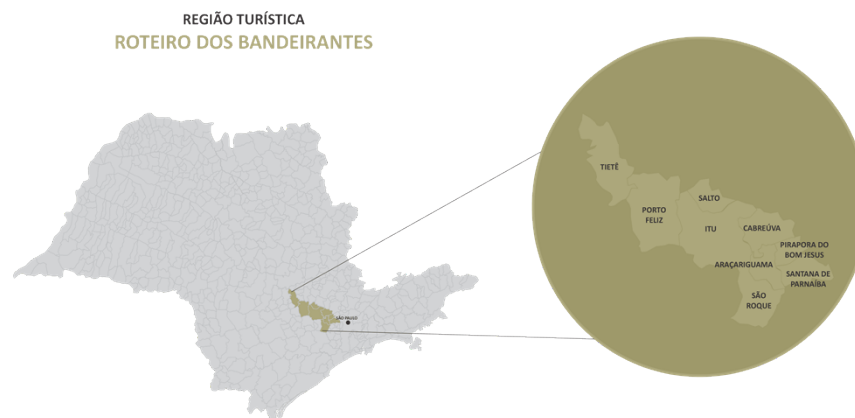 REGIÃO TURÍSTICA
ROTEIRO DOS BANDEIRANTES
TIETÊ
SALTO
PORTO
FELIZ
ITU
CABREÚVA
PIRAPORA DO
BOM JESUS
ARAÇARIGUAMA
SANTANA DE
PARNAÍBA
SÃO
ROQUE
SÃO PAULO